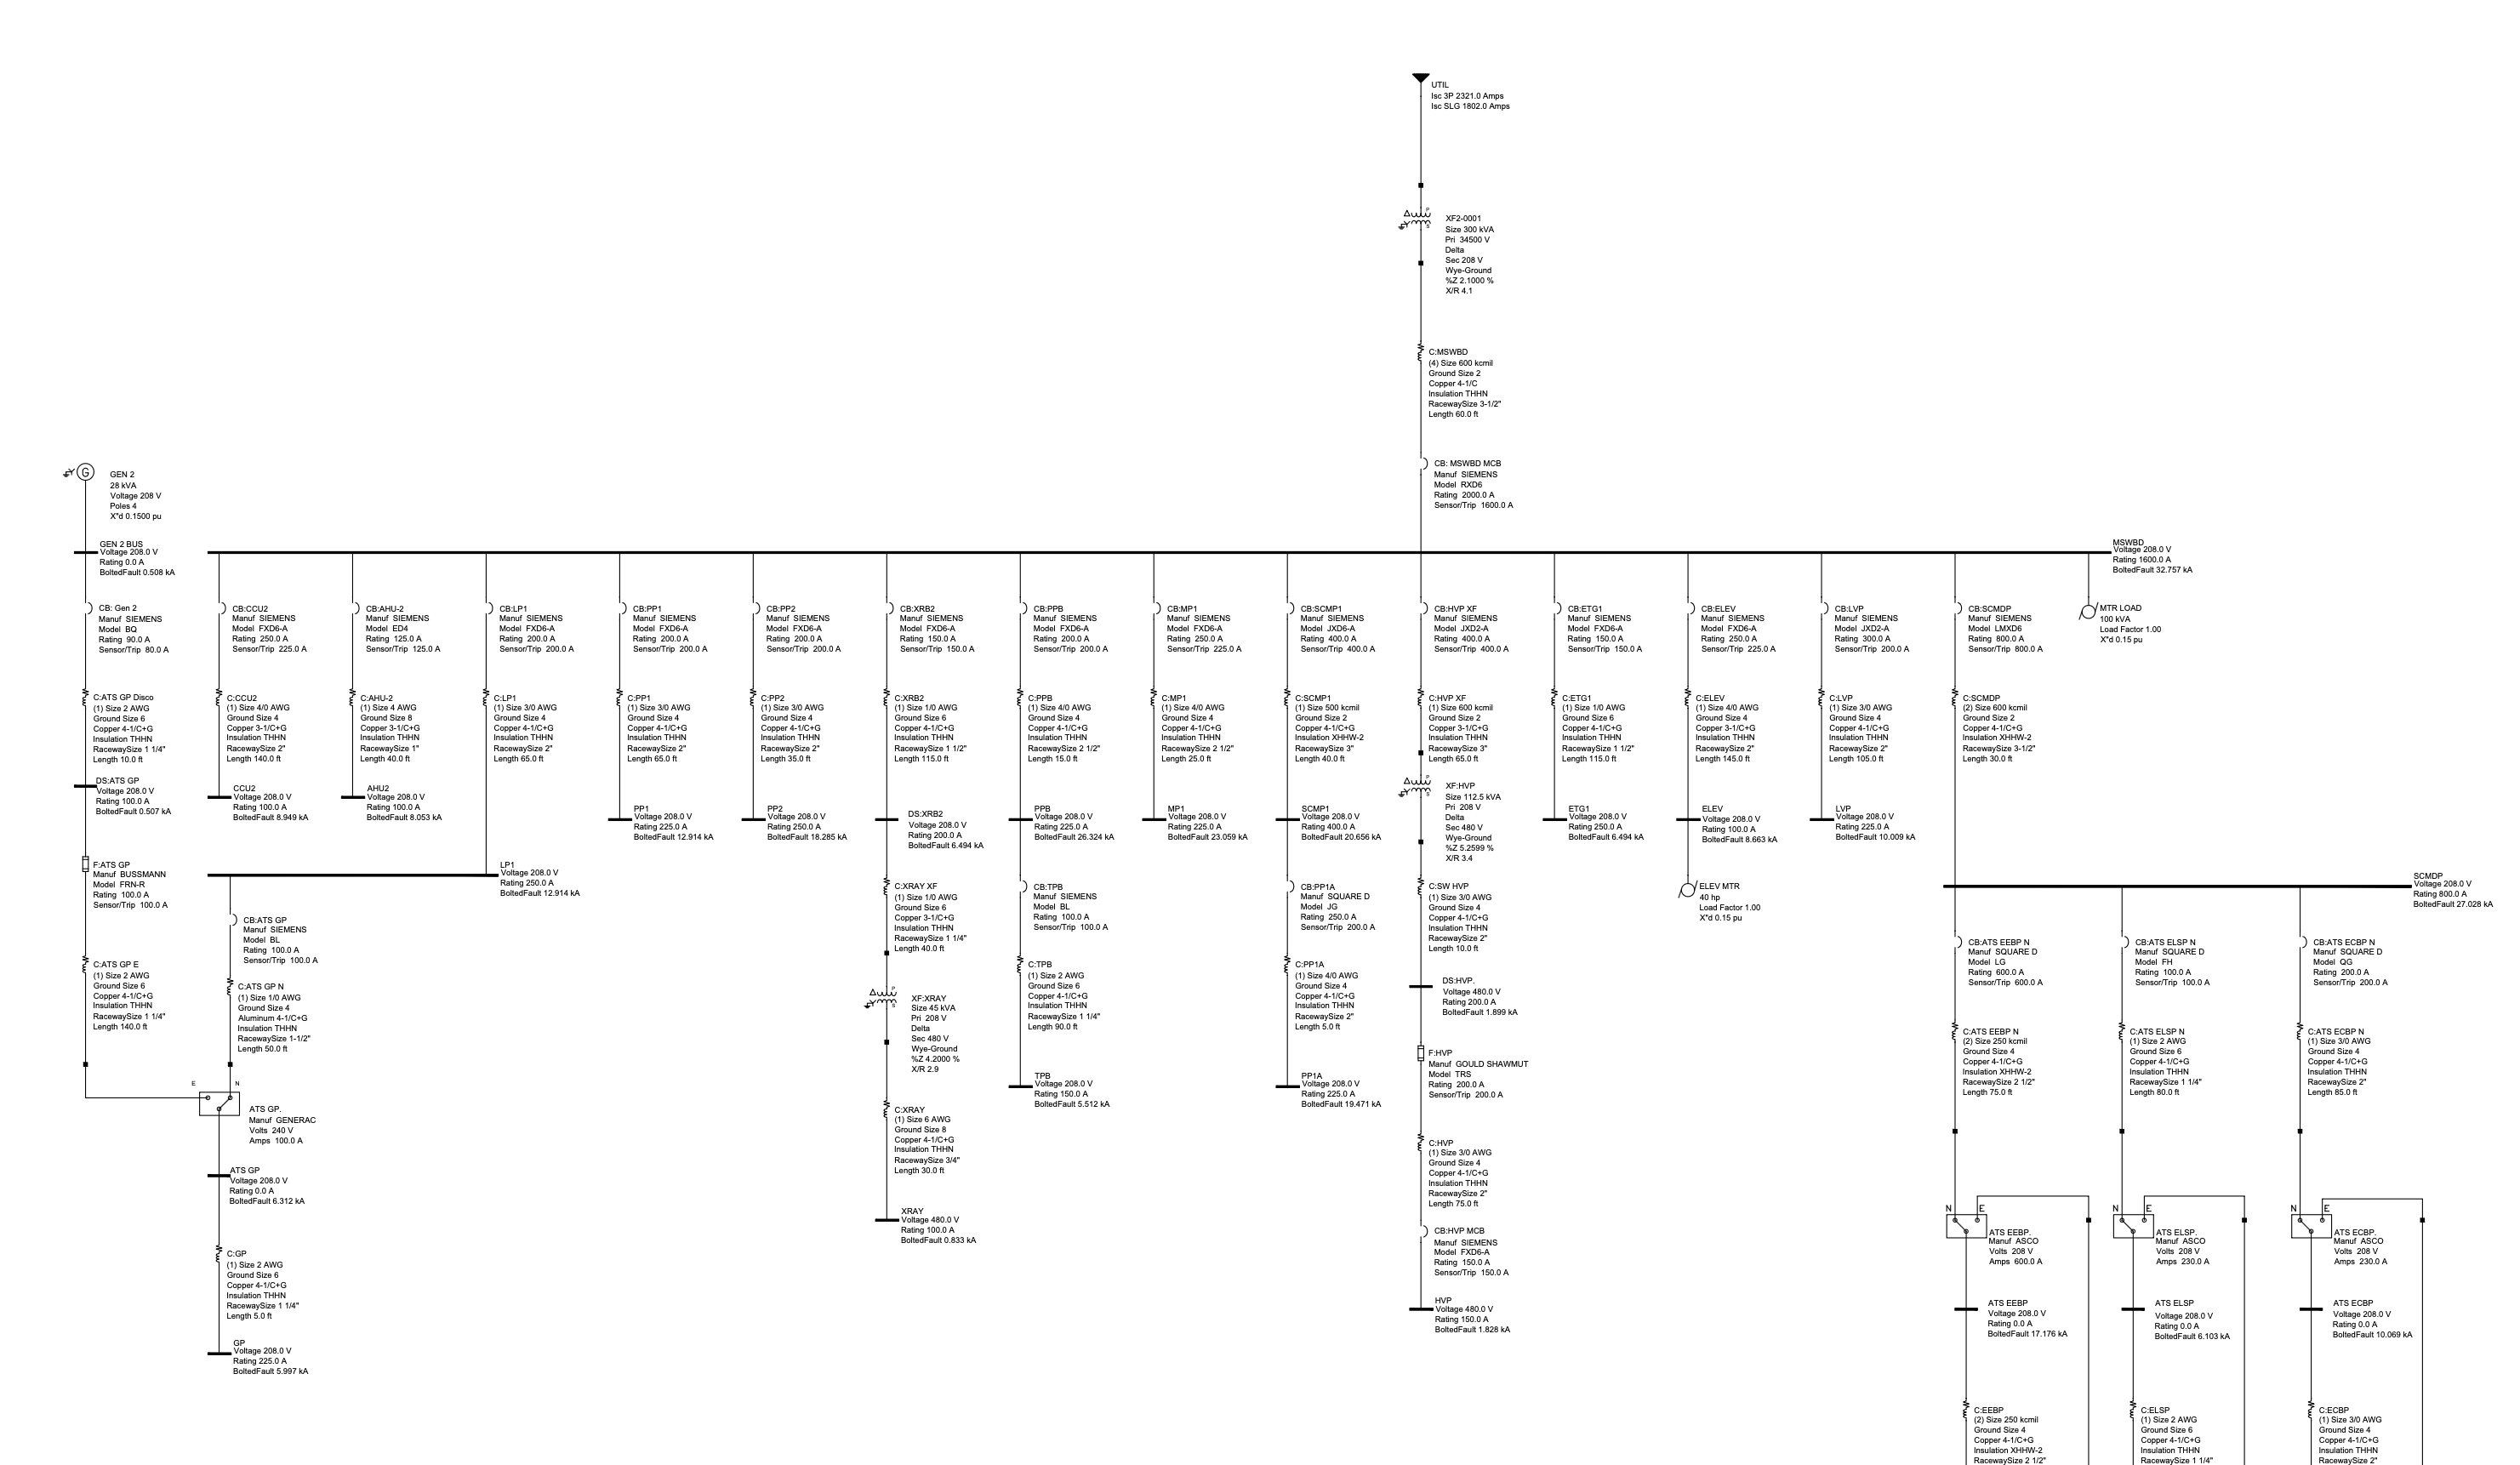 UTIL
Isc 3P 2321.0 Amps
Isc SLG 1802.0 Amps
P
S
XF2-0001
Size 300 kVA
Pri 34500 V
Delta
Sec 208 V
Wye-Ground
%Z 2.1000 %
X/R 4.1
C:MSWBD
(4) Size 600 kcmil
Ground Size 2
Copper 4-1/C
Insulation THHN
RacewaySize 3-1/2"
Length 60.0 ft
CB: MSWBD MCB
Manuf SIEMENS
Model RXD6
Rating 2000.0 A
Sensor/Trip 1600.0 A
G
GEN 2
28 kVA
Voltage 208 V
Poles 4
X"d 0.1500 pu
GEN 2 BUS
Voltage 208.0 V
Rating 0.0 A
BoltedFault 0.508 kA
MSWBD
Voltage 208.0 V
Rating 1600.0 A
BoltedFault 32.757 kA
CB: Gen 2
Manuf SIEMENS
Model BQ
Rating 90.0 A
Sensor/Trip 80.0 A
CB:CCU2
Manuf SIEMENS
Model FXD6-A
Rating 250.0 A
Sensor/Trip 225.0 A
CB:AHU-2
Manuf SIEMENS
Model ED4
Rating 125.0 A
Sensor/Trip 125.0 A
CB:LP1
Manuf SIEMENS
Model FXD6-A
Rating 200.0 A
Sensor/Trip 200.0 A
CB:PP1
Manuf SIEMENS
Model FXD6-A
Rating 200.0 A
Sensor/Trip 200.0 A
CB:PP2
Manuf SIEMENS
Model FXD6-A
Rating 200.0 A
Sensor/Trip 200.0 A
CB:XRB2
Manuf SIEMENS
Model FXD6-A
Rating 150.0 A
Sensor/Trip 150.0 A
CB:PPB
Manuf SIEMENS
Model FXD6-A
Rating 200.0 A
Sensor/Trip 200.0 A
CB:MP1
Manuf SIEMENS
Model FXD6-A
Rating 250.0 A
Sensor/Trip 225.0 A
CB:SCMP1
Manuf SIEMENS
Model JXD6-A
Rating 400.0 A
Sensor/Trip 400.0 A
CB:HVP XF
Manuf SIEMENS
Model JXD2-A
Rating 400.0 A
Sensor/Trip 400.0 A
CB:ETG1
Manuf SIEMENS
Model FXD6-A
Rating 150.0 A
Sensor/Trip 150.0 A
CB:ELEV
Manuf SIEMENS
Model FXD6-A
Rating 250.0 A
Sensor/Trip 225.0 A
CB:LVP
Manuf SIEMENS
Model JXD2-A
Rating 300.0 A
Sensor/Trip 200.0 A
CB:SCMDP
Manuf SIEMENS
Model LMXD6
Rating 800.0 A
Sensor/Trip 800.0 A
MTR LOAD
100 kVA
Load Factor 1.00
X"d 0.15 pu
C:ATS GP Disco
(1) Size 2 AWG
Ground Size 6
Copper 4-1/C+G
Insulation THHN
RacewaySize 1 1/4"
Length 10.0 ft
C:CCU2
(1) Size 4/0 AWG
Ground Size 4
Copper 3-1/C+G
Insulation THHN
RacewaySize 2"
Length 140.0 ft
C:AHU-2
(1) Size 4 AWG
Ground Size 8
Copper 3-1/C+G
Insulation THHN
RacewaySize 1"
Length 40.0 ft
C:LP1
(1) Size 3/0 AWG
Ground Size 4
Copper 4-1/C+G
Insulation THHN
RacewaySize 2"
Length 65.0 ft
C:PP1
(1) Size 3/0 AWG
Ground Size 4
Copper 4-1/C+G
Insulation THHN
RacewaySize 2"
Length 65.0 ft
C:PP2
(1) Size 3/0 AWG
Ground Size 4
Copper 4-1/C+G
Insulation THHN
RacewaySize 2"
Length 35.0 ft
C:XRB2
(1) Size 1/0 AWG
Ground Size 6
Copper 4-1/C+G
Insulation THHN
RacewaySize 1 1/2"
Length 115.0 ft
C:PPB
(1) Size 4/0 AWG
Ground Size 4
Copper 4-1/C+G
Insulation THHN
RacewaySize 2 1/2"
Length 15.0 ft
C:MP1
(1) Size 4/0 AWG
Ground Size 4
Copper 4-1/C+G
Insulation THHN
RacewaySize 2 1/2"
Length 25.0 ft
C:SCMP1
(1) Size 500 kcmil
Ground Size 2
Copper 4-1/C+G
Insulation XHHW-2
RacewaySize 3"
Length 40.0 ft
C:HVP XF
(1) Size 600 kcmil
Ground Size 2
Copper 3-1/C+G
Insulation THHN
RacewaySize 3"
Length 65.0 ft
C:ETG1
(1) Size 1/0 AWG
Ground Size 6
Copper 4-1/C+G
Insulation THHN
RacewaySize 1 1/2"
Length 115.0 ft
C:ELEV
(1) Size 4/0 AWG
Ground Size 4
Copper 3-1/C+G
Insulation THHN
RacewaySize 2"
Length 145.0 ft
C:LVP
(1) Size 3/0 AWG
Ground Size 4
Copper 4-1/C+G
Insulation THHN
RacewaySize 2"
Length 105.0 ft
C:SCMDP
(2) Size 600 kcmil
Ground Size 2
Copper 4-1/C+G
Insulation XHHW-2
RacewaySize 3-1/2"
Length 30.0 ft
DS:ATS GP
Voltage 208.0 V
Rating 100.0 A
BoltedFault 0.507 kA
CCU2
Voltage 208.0 V
Rating 100.0 A
BoltedFault 8.949 kA
AHU2
Voltage 208.0 V
Rating 100.0 A
BoltedFault 8.053 kA
PP1
Voltage 208.0 V
Rating 225.0 A
BoltedFault 12.914 kA
PP2
Voltage 208.0 V
Rating 250.0 A
BoltedFault 18.285 kA
DS:XRB2
Voltage 208.0 V
Rating 200.0 A
BoltedFault 6.494 kA
PPB
Voltage 208.0 V
Rating 225.0 A
BoltedFault 26.324 kA
MP1
Voltage 208.0 V
Rating 225.0 A
BoltedFault 23.059 kA
SCMP1
Voltage 208.0 V
Rating 400.0 A
BoltedFault 20.656 kA
P
S
XF:HVP
Size 112.5 kVA
Pri 208 V
Delta
Sec 480 V
Wye-Ground
%Z 5.2599 %
X/R 3.4
ETG1
Voltage 208.0 V
Rating 250.0 A
BoltedFault 6.494 kA
ELEV
Voltage 208.0 V
Rating 100.0 A
BoltedFault 8.663 kA
LVP
Voltage 208.0 V
Rating 225.0 A
BoltedFault 10.009 kA
F:ATS GP
Manuf BUSSMANN
Model FRN-R
Rating 100.0 A
Sensor/Trip 100.0 A
LP1
Voltage 208.0 V
Rating 250.0 A
BoltedFault 12.914 kA
CB:ATS GP
Manuf SIEMENS
Model BL
Rating 100.0 A
Sensor/Trip 100.0 A
C:XRAY XF
(1) Size 1/0 AWG
Ground Size 6
Copper 3-1/C+G
Insulation THHN
RacewaySize 1 1/4"
Length 40.0 ft
CB:TPB
Manuf SIEMENS
Model BL
Rating 100.0 A
Sensor/Trip 100.0 A
CB:PP1A
Manuf SQUARE D
Model JG
Rating 250.0 A
Sensor/Trip 200.0 A
C:SW HVP
(1) Size 3/0 AWG
Ground Size 4
Copper 4-1/C+G
Insulation THHN
RacewaySize 2"
Length 10.0 ft
ELEV MTR
40 hp
Load Factor 1.00
X"d 0.15 pu
SCMDP
Voltage 208.0 V
Rating 800.0 A
BoltedFault 27.028 kA
CB:ATS EEBP N
Manuf SQUARE D
Model LG
Rating 600.0 A
Sensor/Trip 600.0 A
CB:ATS ELSP N
Manuf SQUARE D
Model FH
Rating 100.0 A
Sensor/Trip 100.0 A
CB:ATS ECBP N
Manuf SQUARE D
Model QG
Rating 200.0 A
Sensor/Trip 200.0 A
C:ATS GP E
(1) Size 2 AWG
Ground Size 6
Copper 4-1/C+G
Insulation THHN
RacewaySize 1 1/4"
Length 140.0 ft
C:ATS GP N
(1) Size 1/0 AWG
Ground Size 4
Aluminum 4-1/C+G
Insulation THHN
RacewaySize 1-1/2"
Length 50.0 ft
P
S
XF:XRAY
Size 45 kVA
Pri 208 V
Delta
Sec 480 V
Wye-Ground
%Z 4.2000 %
X/R 2.9
C:TPB
(1) Size 2 AWG
Ground Size 6
Copper 4-1/C+G
Insulation THHN
RacewaySize 1 1/4"
Length 90.0 ft
C:PP1A
(1) Size 4/0 AWG
Ground Size 4
Copper 4-1/C+G
Insulation THHN
RacewaySize 2"
Length 5.0 ft
DS:HVP.
Voltage 480.0 V
Rating 200.0 A
BoltedFault 1.899 kA
F:HVP
Manuf GOULD SHAWMUT
Model TRS
Rating 200.0 A
Sensor/Trip 200.0 A
C:ATS EEBP N
(2) Size 250 kcmil
Ground Size 4
Copper 4-1/C+G
Insulation XHHW-2
RacewaySize 2 1/2"
Length 75.0 ft
C:ATS ELSP N
(1) Size 2 AWG
Ground Size 6
Copper 4-1/C+G
Insulation THHN
RacewaySize 1 1/4"
Length 80.0 ft
C:ATS ECBP N
(1) Size 3/0 AWG
Ground Size 4
Copper 4-1/C+G
Insulation THHN
RacewaySize 2"
Length 85.0 ft
E
N
ATS GP.
Manuf GENERAC
Volts 240 V
Amps 100.0 A
C:XRAY
(1) Size 6 AWG
Ground Size 8
Copper 4-1/C+G
Insulation THHN
RacewaySize 3/4"
Length 30.0 ft
TPB
Voltage 208.0 V
Rating 150.0 A
BoltedFault 5.512 kA
PP1A
Voltage 208.0 V
Rating 225.0 A
BoltedFault 19.471 kA
C:HVP
(1) Size 3/0 AWG
Ground Size 4
Copper 4-1/C+G
Insulation THHN
RacewaySize 2"
Length 75.0 ft
ATS GP
Voltage 208.0 V
Rating 0.0 A
BoltedFault 6.312 kA
XRAY
Voltage 480.0 V
Rating 100.0 A
BoltedFault 0.833 kA
CB:HVP MCB
Manuf SIEMENS
Model FXD6-A
Rating 150.0 A
Sensor/Trip 150.0 A
N
E
ATS EEBP.
Manuf ASCO
Volts 208 V
Amps 600.0 A
N
E
ATS ELSP.
Manuf ASCO
Volts 208 V
Amps 230.0 A
N
E
ATS ECBP.
Manuf ASCO
Volts 208 V
Amps 230.0 A
C:GP
(1) Size 2 AWG
Ground Size 6
Copper 4-1/C+G
Insulation THHN
RacewaySize 1 1/4"
Length 5.0 ft
HVP
Voltage 480.0 V
Rating 150.0 A
BoltedFault 1.828 kA
ATS EEBP
Voltage 208.0 V
Rating 0.0 A
BoltedFault 17.176 kA
ATS ELSP
Voltage 208.0 V
Rating 0.0 A
BoltedFault 6.103 kA
ATS ECBP
Voltage 208.0 V
Rating 0.0 A
BoltedFault 10.069 kA
GP
Voltage 208.0 V
Rating 225.0 A
BoltedFault 5.997 kA
C:EEBP
(2) Size 250 kcmil
Ground Size 4
Copper 4-1/C+G
Insulation XHHW-2
RacewaySize 2 1/2"
C:ELSP
(1) Size 2 AWG
Ground Size 6
Copper 4-1/C+G
Insulation THHN
RacewaySize 1 1/4"
C:ECBP
(1) Size 3/0 AWG
Ground Size 4
Copper 4-1/C+G
Insulation THHN
RacewaySize 2"